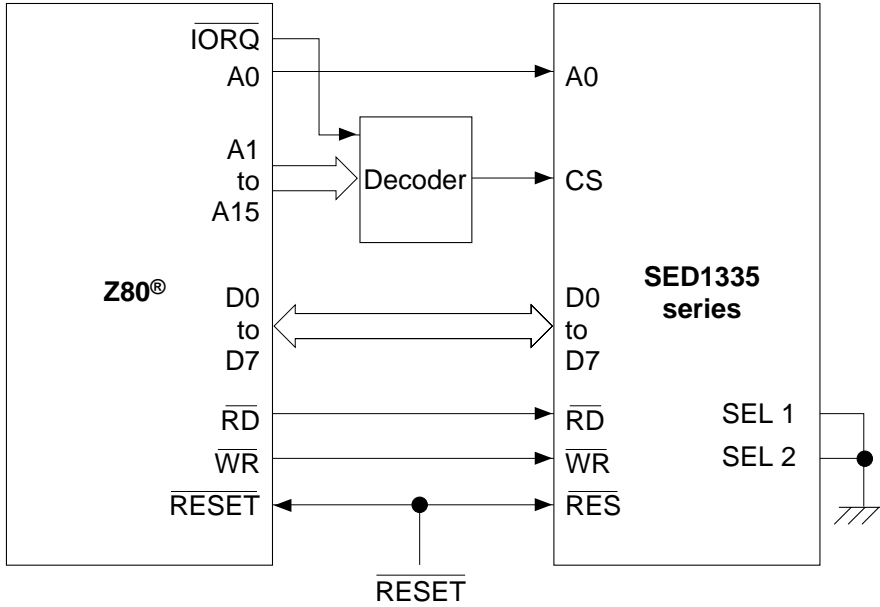 IORQ
A0
A1
to
A15
Z80®
D0
to
D7
RD
WR
RESET
Decoder
RESET
A0
CS
SED1335
series
D0
to
D7
RD
WR
RES
SEL 1
SEL 2